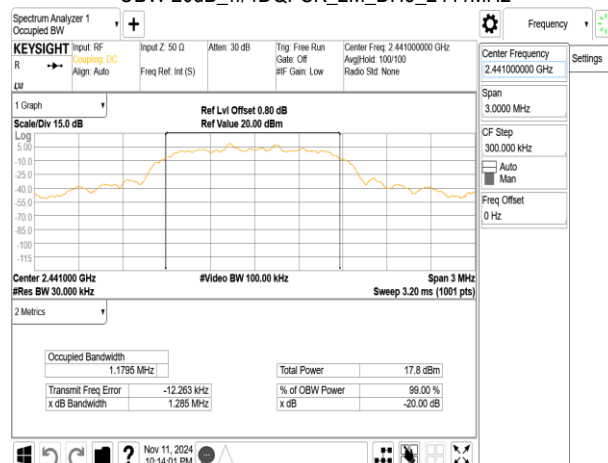 Spectrum Analyzer 1
Occupied BW
Frequency
KEYSIGHT
Input: RF
Coupling: DC
Align: Auto
Input Z: 50 Ω
Freq Ref: Int (S)
Atten: 30 dB
Trig: Free Run
Gate: Off
#IF Gain: Low
Center Freq: 2.441000000 GHz
Avg|Hold: 100/100
Radio Std: None
R
Center Frequency
2.441000000 GHz
Settings
Span
3.0000 MHz
CF Step
300.000 kHz
Auto
Man
Freq Offset
0 Hz
1 Graph
Scale/Div 15.0 dB
Ref Lvl Offset 0.80 dB
Ref Value 20.00 dBm
Log
5.00
-10.0
-25.0
-40.0
-55.0
-70.0
-85.0
-100
-115
Center 2.441000 GHz
#Res BW 30.000 kHz
#Video BW 100.00 kHz
Span 3 MHz
Sweep 3.20 ms (1001 pts)
2 Metrics
Occupied Bandwidth
1.1795 MHz
Total Power 17.8 dBm
Transmit Freq Error -12.263 kHz
% of OBW Power 99.00 %
x dB Bandwidth 1.285 MHz
x dB -20.00 dB
?
Nov 11, 2024
10:14:01 PM